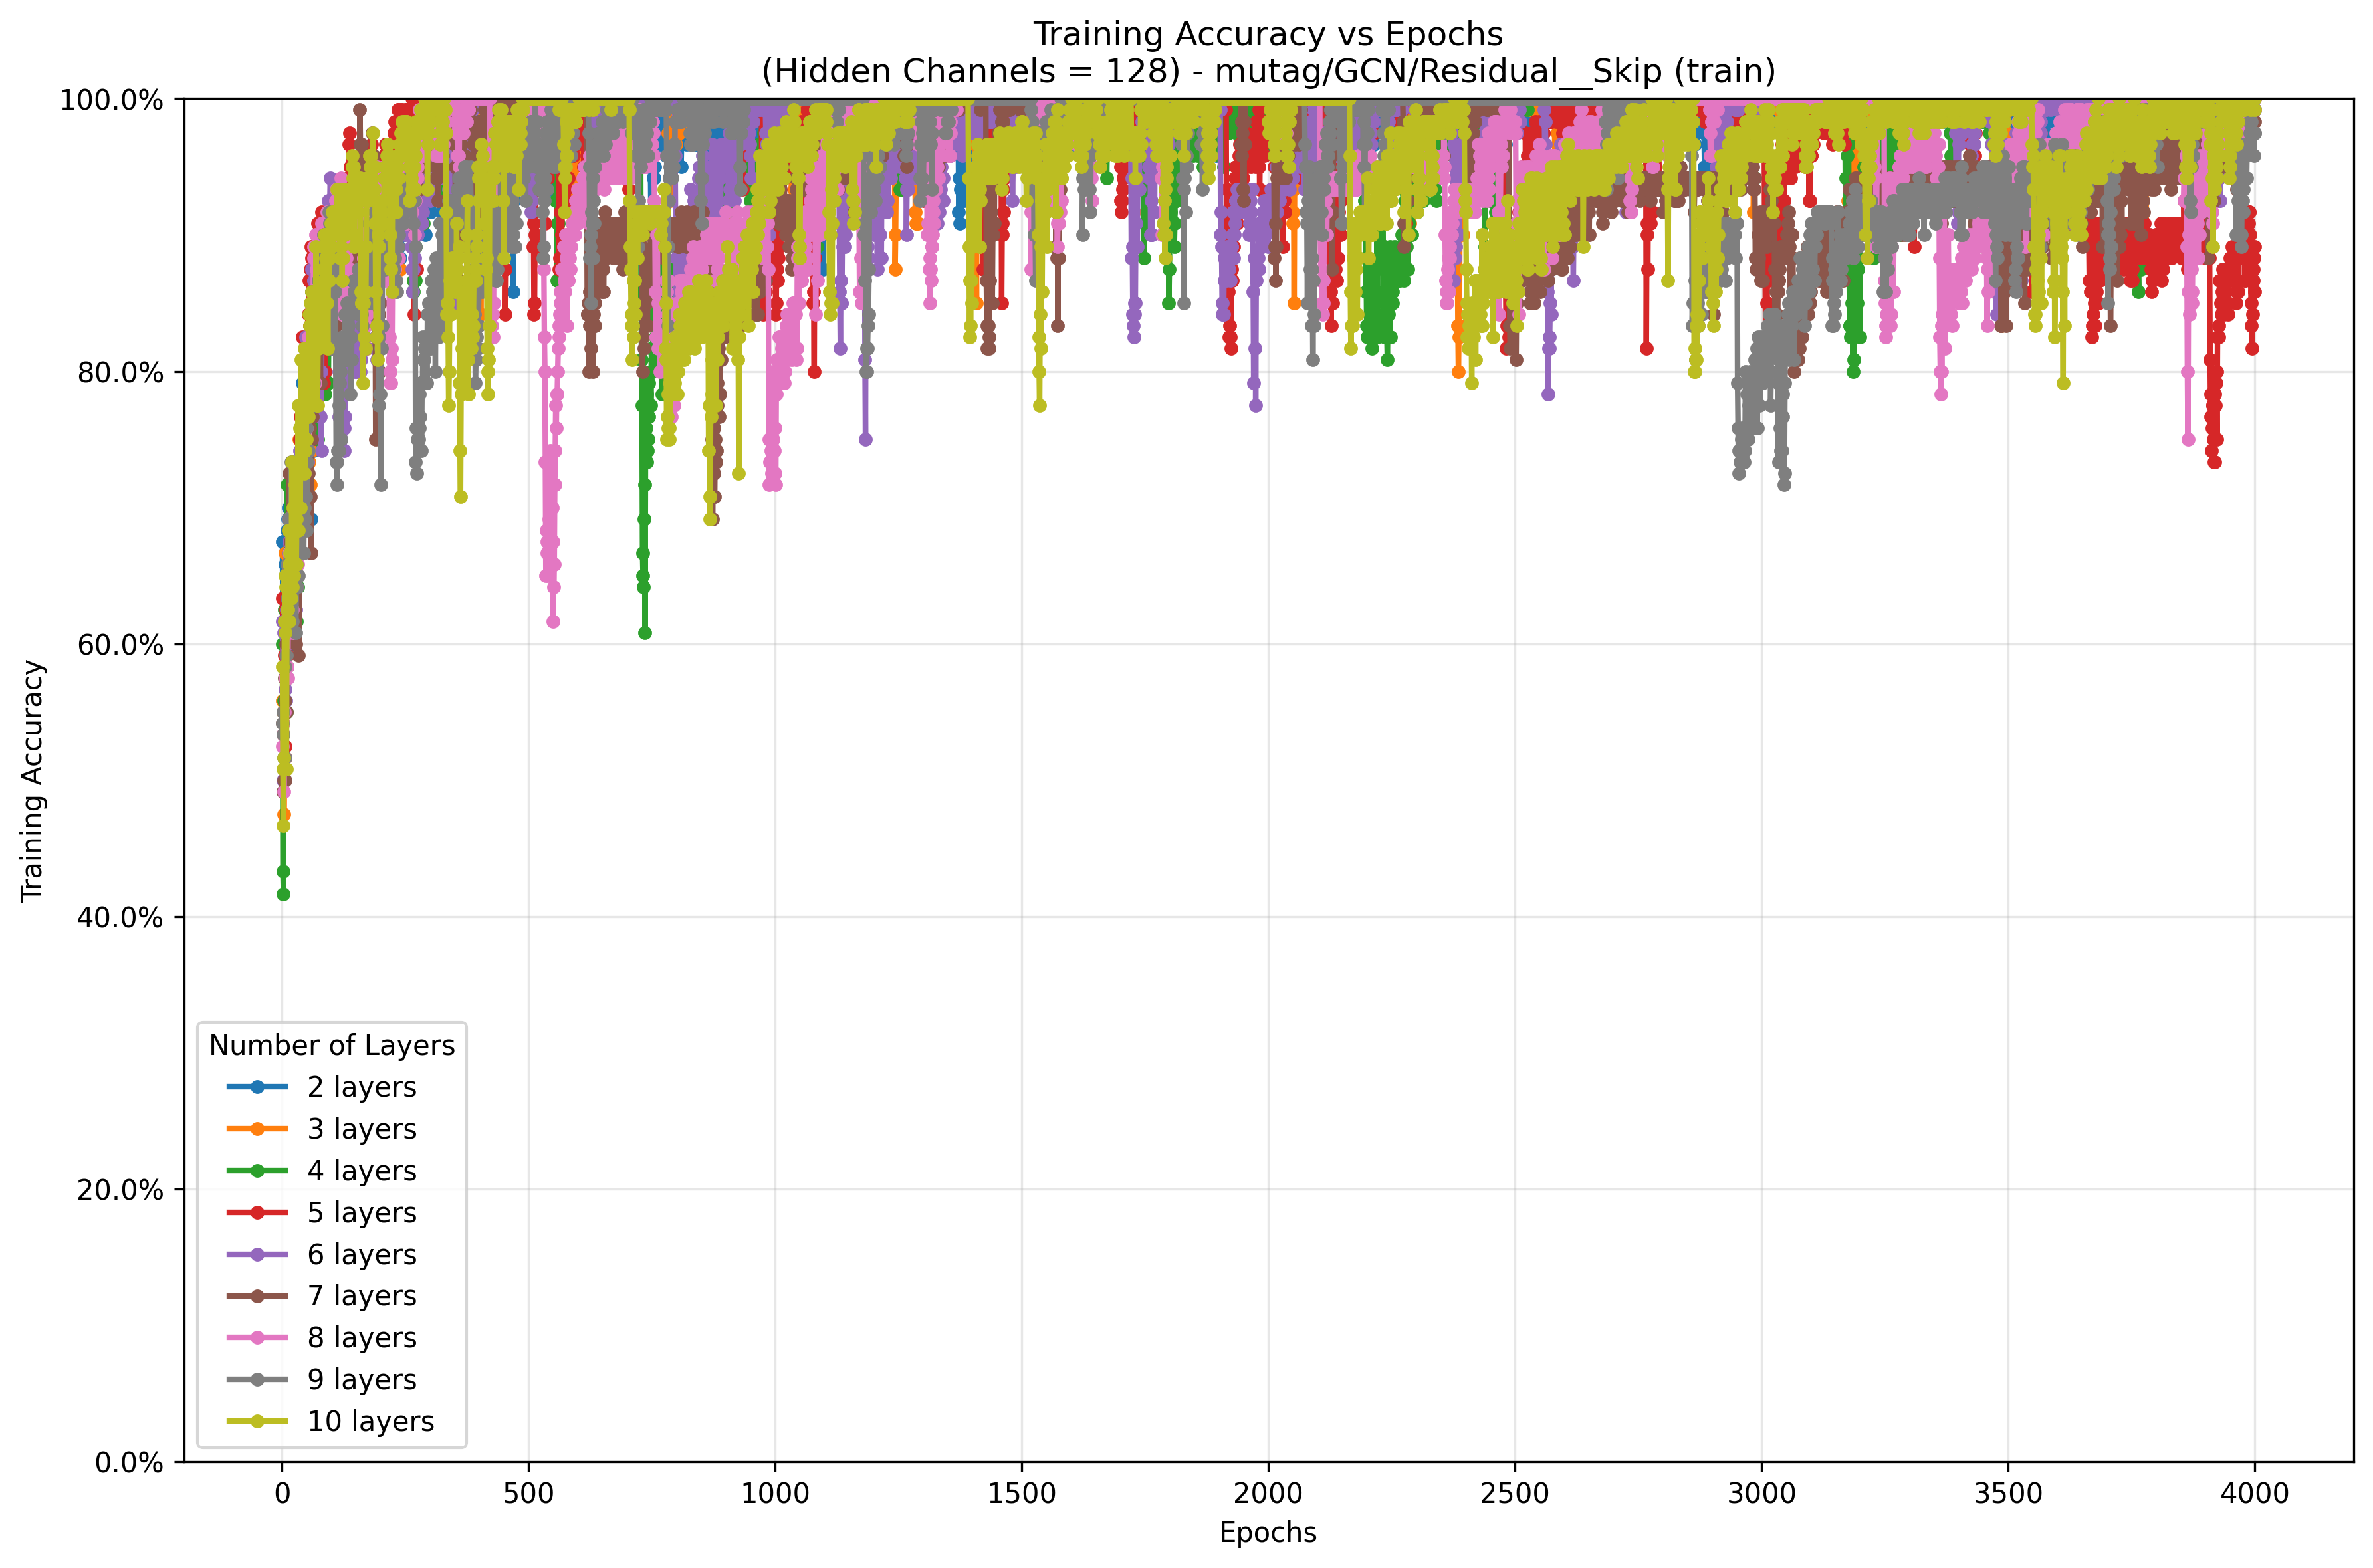 Training Accuracy vs Epochs
(Hidden Channels = 128) - mutag/GCN/Residual__Skip (train)
100.0%
80.0%
60.0%
40.0%
20.0%
0.0%
Training Accuracy
Number of Layers
2 layers
3 layers
4 layers
5 layers
6 layers
7 layers
8 layers
9 layers
10 layers
0 500 1000 1500 2000 2500 3000 3500 4000
Epochs